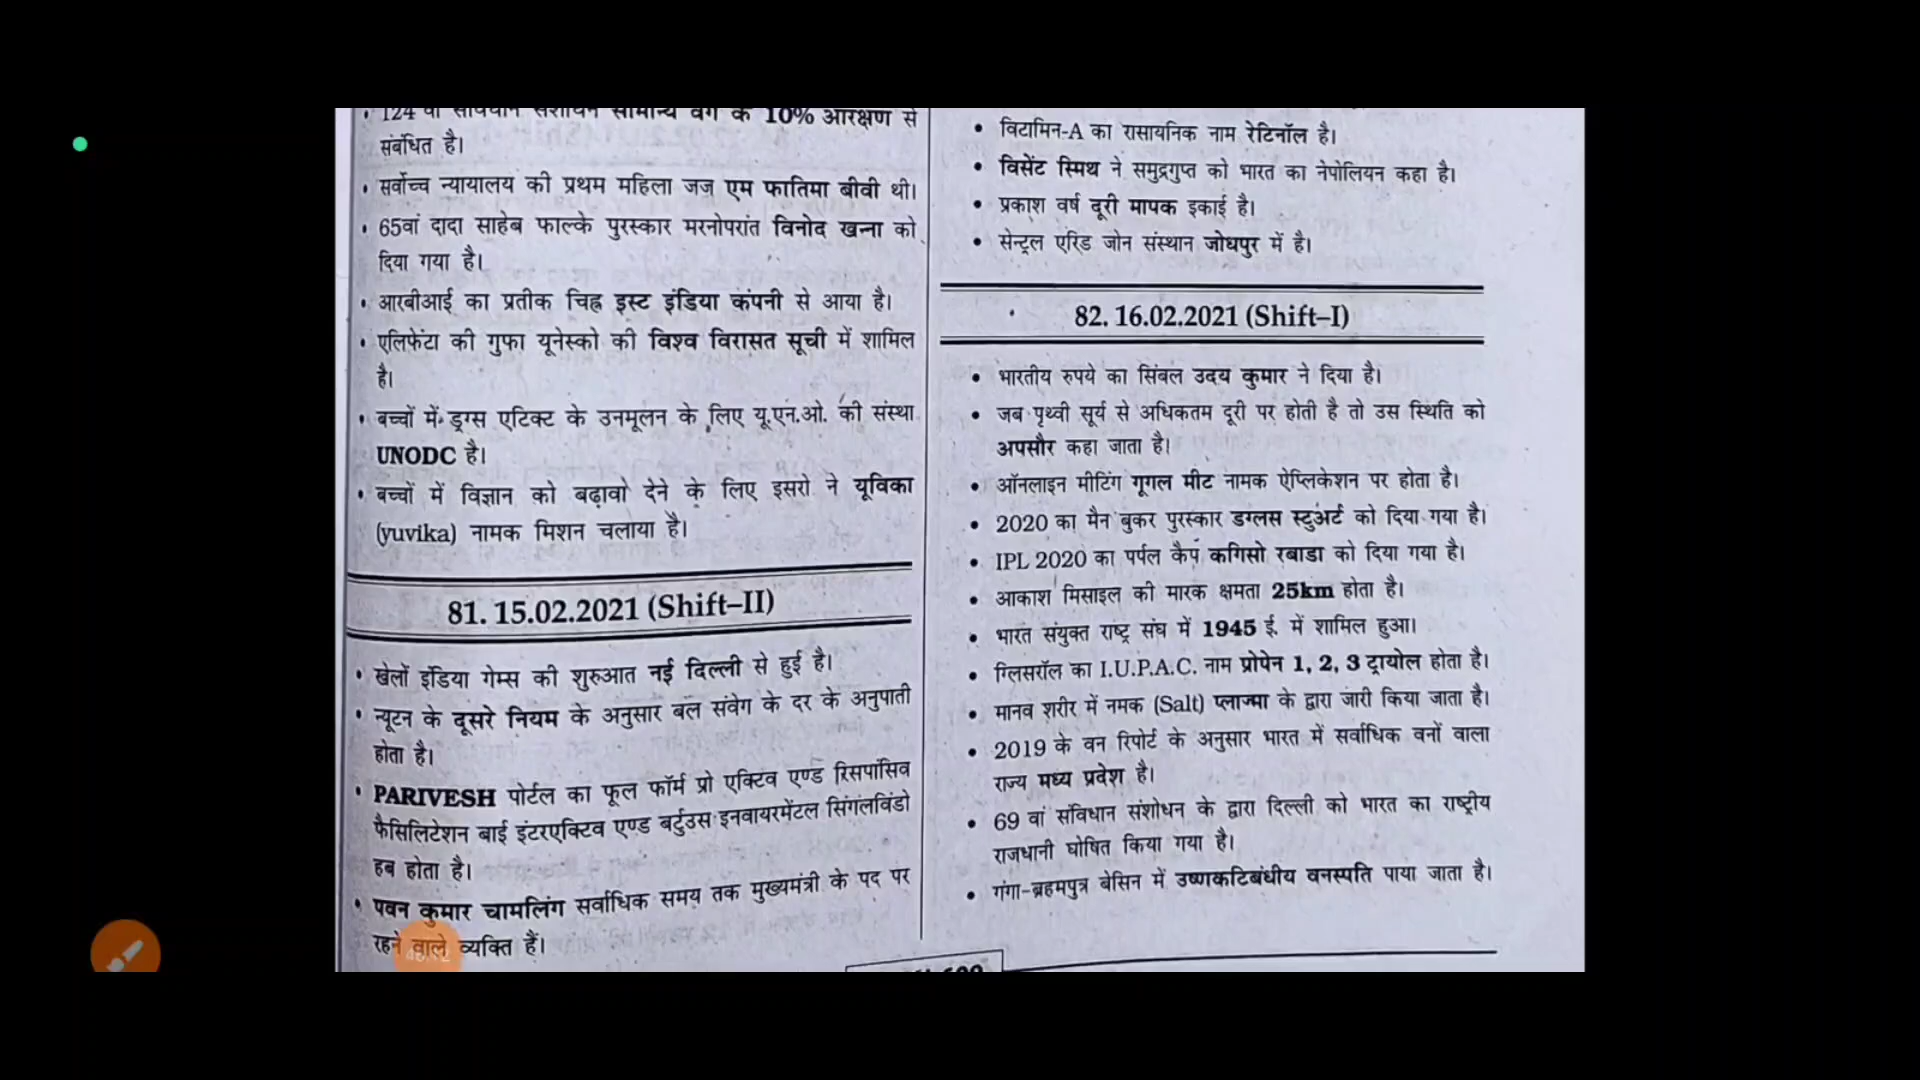 124 वां संविधान संशोधन सामान्य वर्ग के 10% आरक्षण से
संबंधित है।
• सर्वोच्च न्यायालय की प्रथम महिला जज एम फातिमा बीवी थी।
• 65वां दादा साहेब फाल्के पुरस्कार मरनोपरांत विनोद खन्ना को
दिया गया है।
• आरबीआई का प्रतीक चिह्न इस्ट इंडिया कंपनी से आया है।
• एलिफेंटा की गुफा यूनेस्को की विश्व विरासत सूची में शामिल
है।
• बच्चों में ड्रग्स एटिक्ट के उनमूलन के लिए यू.एन.ओ. की संस्था
UNODC है।
• बच्चों में विज्ञान को बढ़ावा देने के लिए इसरो ने यूविका
(yuvika) नामक मिशन चलाया है।
81. 15.02.2021 (Shift–II)
• खेलों इंडिया गेम्स की शुरुआत नई दिल्ली से हुई है।
• न्यूटन के दूसरे नियम के अनुसार बल संवेग के दर के अनुपाती
होता है।
• PARIVESH पोर्टल का फूल फॉर्म प्रो एक्टिव एण्ड रिसपांसिव
फैसिलिटेशन बाई इंटरएक्टिव एण्ड बर्टुउस इनवायरमेंटल सिंगलविंडो
हब होता है।
• पवन कुमार चामलिंग सर्वाधिक समय तक मुख्यमंत्री के पद पर
रहने वाले व्यक्ति हैं।
• विटामिन-A का रासायनिक नाम रेटिनॉल है।
• विसेंट स्मिथ ने समुद्रगुप्त को भारत का नेपोलियन कहा है।
• प्रकाश वर्ष दूरी मापक इकाई है।
• सेन्ट्रल एरिड जोन संस्थान जोधपुर में है।
82. 16.02.2021 (Shift–I)
• भारतीय रुपये का सिंबल उदय कुमार ने दिया है।
• जब पृथ्वी सूर्य से अधिकतम दूरी पर होती है तो उस स्थिति को
अपसौर कहा जाता है।
• ऑनलाइन मीटिंग गूगल मीट नामक ऐप्लिकेशन पर होता है।
• 2020 का मैन बुकर पुरस्कार डग्लस स्टुअर्ट को दिया गया है।
• IPL 2020 का पर्पल कैप कगिसो रबाडा को दिया गया है।
• आकाश मिसाइल की मारक क्षमता 25km होता है।
• भारत संयुक्त राष्ट्र संघ में 1945 ई. में शामिल हुआ।
• ग्लिसरॉल का I.U.P.A.C. नाम प्रोपेन 1, 2, 3 ट्रायोल होता है।
• मानव शरीर में नमक (Salt) प्लाज्मा के द्वारा जारी किया जाता है।
• 2019 के वन रिपोर्ट के अनुसार भारत में सर्वाधिक वनों वाला
राज्य मध्य प्रदेश है।
• 69 वां संविधान संशोधन के द्वारा दिल्ली को भारत का राष्ट्रीय
राजधानी घोषित किया गया है।
• गंगा-ब्रहमपुत्र बेसिन में उष्णकटिबंधीय वनस्पति पाया जाता है।